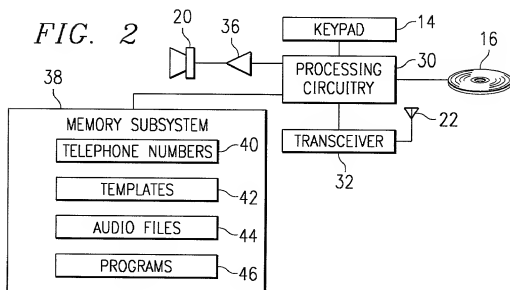 FIG. 2
20
36
KEYPAD
14
30
16
PROCESSING
CIRCUITRY
38
22
MEMORY SUBSYSTEM
TRANSCEIVER
32
TELEPHONE NUMBERS
40
TEMPLATES
42
AUDIO FILES
44
PROGRAMS
46